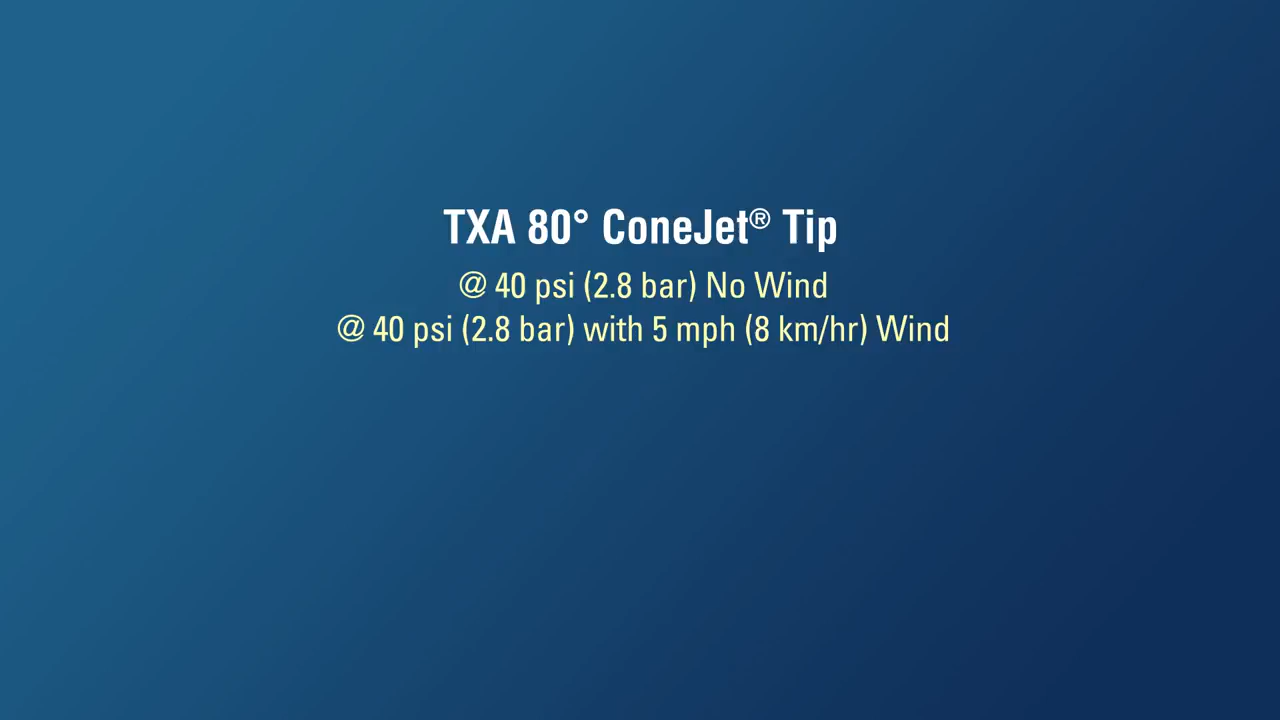 TXA 80° ConeJet® Tip
@ 40 psi (2.8 bar) No Wind
@ 40 psi (2.8 bar) with 5 mph (8 km/hr) Wind